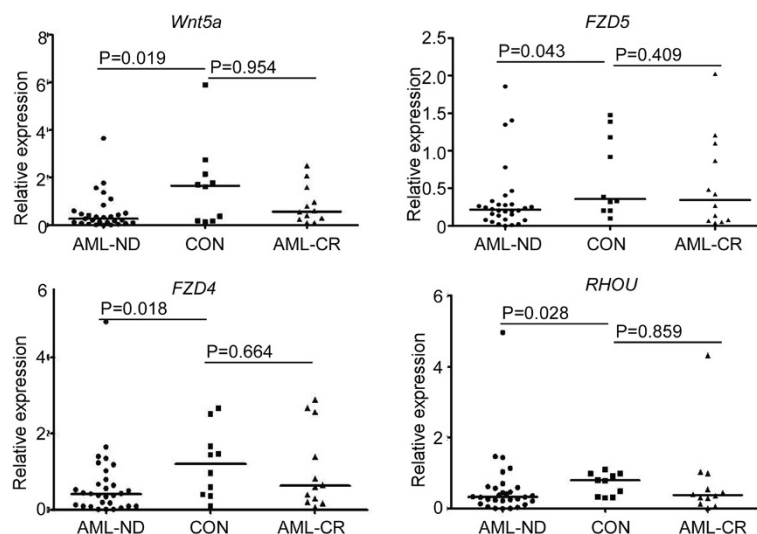 Wnt5a
8
6
4
2
0
Relative expression
P=0.019
P=0.954
AML-ND CON AML-CR
FZD5
2.5
2.0
1.5
1.0
0.5
0
Relative expression
P=0.043
P=0.409
AML-ND CON AML-CR
FZD4
6
4
2
0
Relative expression
P=0.018
P=0.664
AML-ND CON AML-CR
RHOU
6
4
2
0
Relative expression
P=0.028
P=0.859
AML-ND CON AML-CR